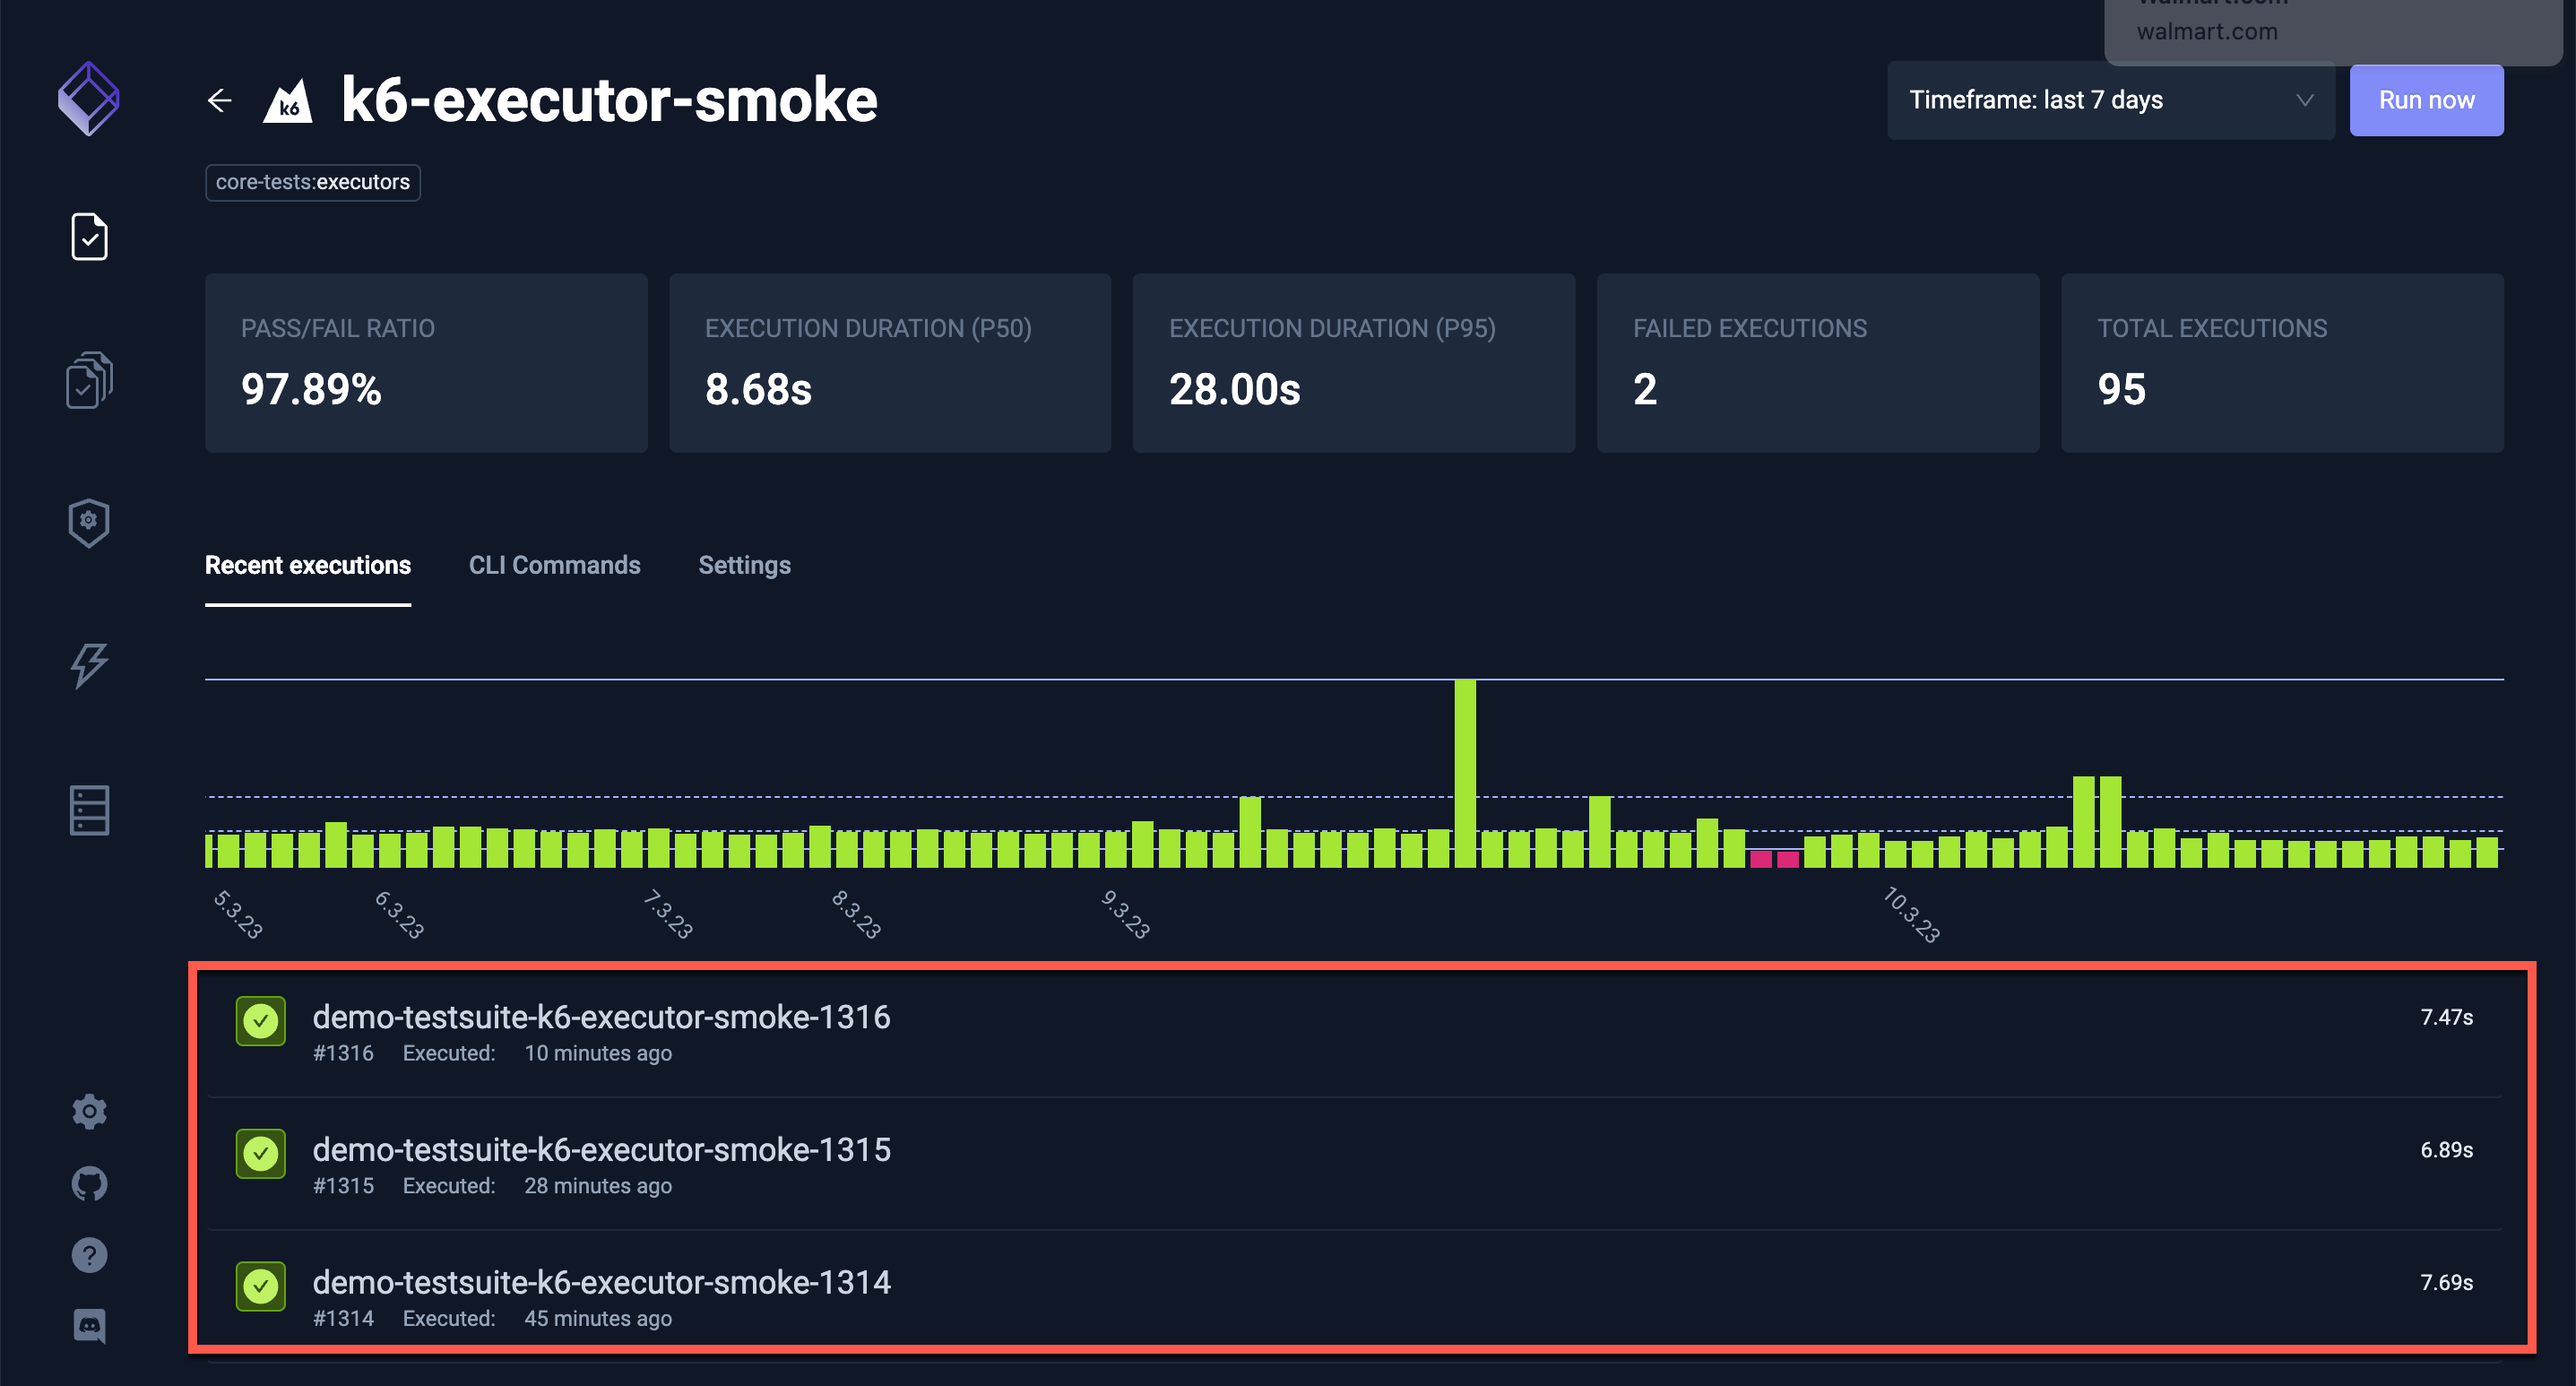 walmart.com
k6
k6-executor-smoke
Timeframe: last 7 days
Run now
core-tests:executors
PASS/FAIL RATIO
97.89%
EXECUTION DURATION (P50)
8.68s
EXECUTION DURATION (P95)
28.00s
FAILED EXECUTIONS
2
TOTAL EXECUTIONS
95
Recent executions
CLI Commands
Settings
5.3.23
6.3.23
7.3.23
8.3.23
9.3.23
10.3.23
demo-testsuite-k6-executor-smoke-1316
7.47s
#1316 Executed: 10 minutes ago
demo-testsuite-k6-executor-smoke-1315
6.89s
#1315 Executed: 28 minutes ago
demo-testsuite-k6-executor-smoke-1314
7.69s
#1314 Executed: 45 minutes ago